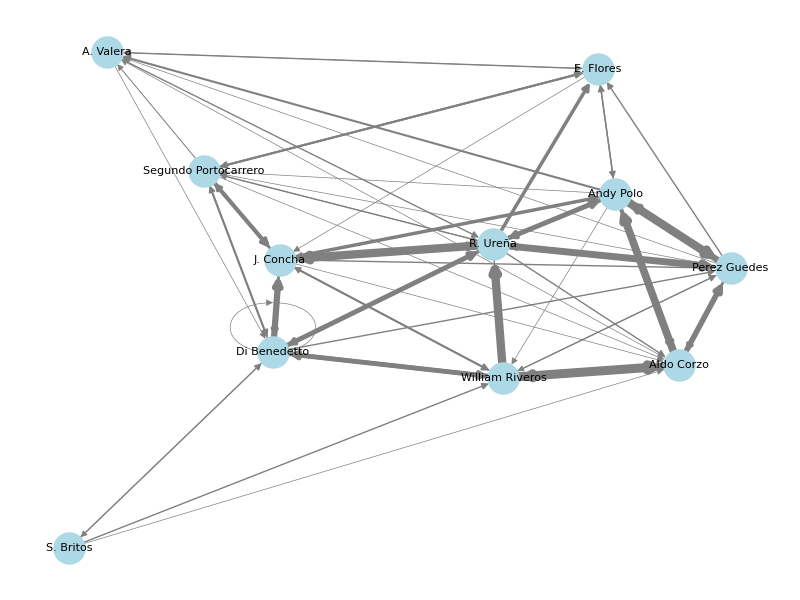 A. Valera
E. Flores
Segundo Portocarrero
Andy Polo
R. Ureña
J. Concha
Perez Guedes
Di Benedetto
Aldo Corzo
William Riveros
S. Britos